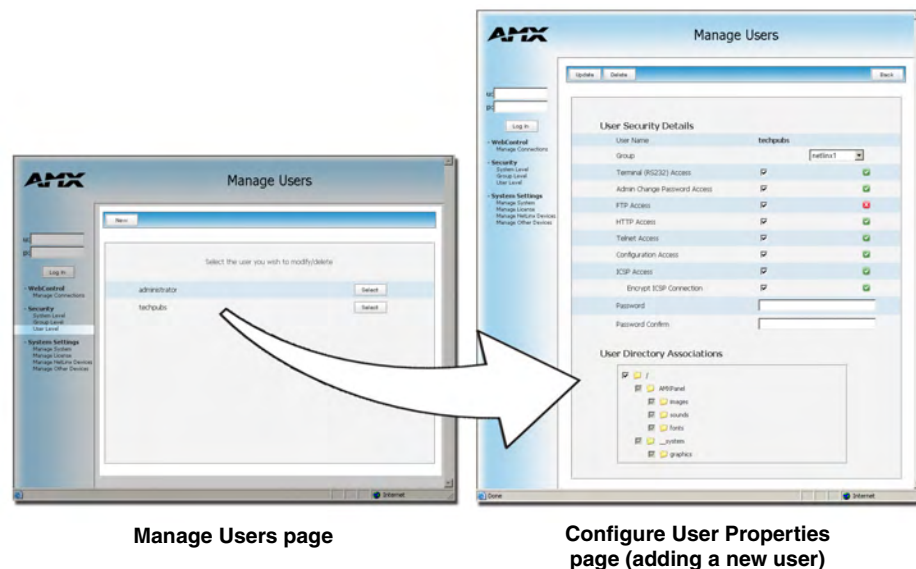 AMX
Manage Users
New
Select the user you wish to modify/delete
administrator
Select
techpubs
Select
Log in
WebControl
Manage Connections
Security
System Level
Group Level
User Level
System Settings
Manage System
Manage License
Manage NetLinx Devices
Manage Other Devices
Internet
Manage Users page
AMX
Manage Users
Update
Delete
Back
Log in
WebControl
Manage Connections
Security
System Level
Group Level
User Level
System Settings
Manage System
Manage License
Manage NetLinx Devices
Manage Other Devices
User Security Details
User Name techpubs
Group netlinx1
Terminal (RS232) Access
Admin Change Password Access
FTP Access
HTTP Access
Telnet Access
Configuration Access
ICSP Access
Encrypt ICSP Connection
Password
Password Confirm
User Directory Associations
/
AMXPanel
images
sounds
fonts
__system
graphics
Done
Internet
Configure User Properties
page (adding a new user)